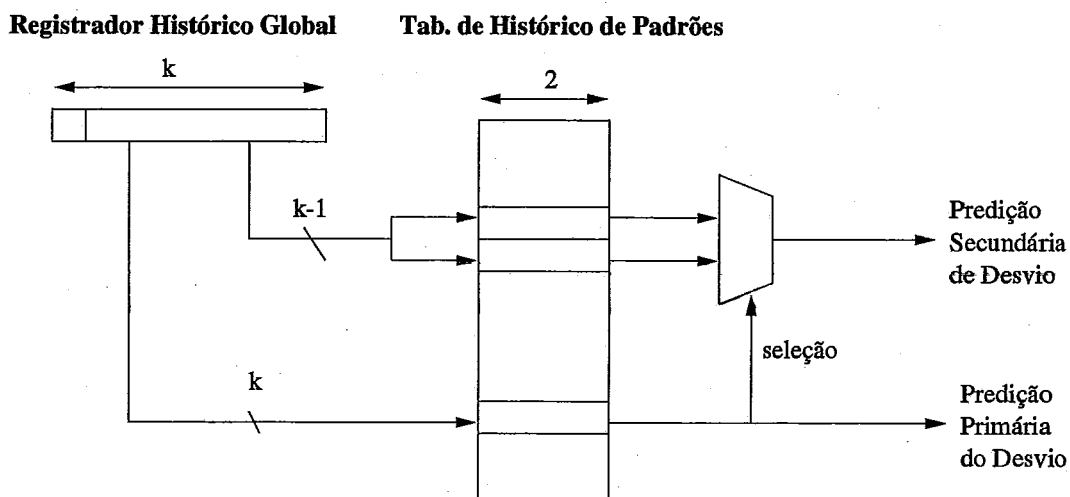 Registrador Histórico Global
Tab. de Histórico de Padrões
k
2
k-1
Predição
Secundária
de Desvio
seleção
k
Predição
Primária
do Desvio